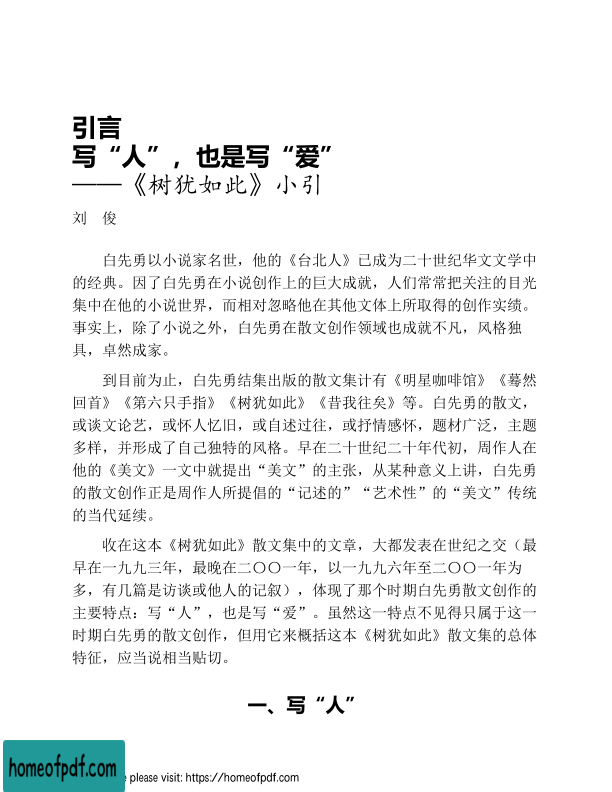 引言
写“人”，也是写“爱”
——《树犹如此》小引
刘　俊
白先勇以小说家名世，他的《台北人》已成为二十世纪华文文学中
的经典。因了白先勇在小说创作上的巨大成就，人们常常把关注的目光
集中在他的小说世界，而相对忽略他在其他文体上所取得的创作实绩。
事实上，除了小说之外，白先勇在散文创作领域也成就不凡，风格独
具，卓然成家。
到目前为止，白先勇结集出版的散文集计有《明星咖啡馆》《蓦然
回首》《第六只手指》《树犹如此》《昔我往矣》等。白先勇的散文，
或谈文论艺，或怀人忆旧，或自述过往，或抒情感怀，题材广泛，主题
多样，并形成了自己独特的风格。早在二十世纪二十年代初，周作人在
他的《美文》一文中就提出“美文”的主张，从某种意义上讲，白先勇
的散文创作正是周作人所提倡的“记述的”“艺术性”的“美文”传统
的当代延续。
收在这本《树犹如此》散文集中的文章，大都发表在世纪之交（最
早在一九九三年，最晚在二〇〇一年，以一九九六年至二〇〇一年为
多，有几篇是访谈或他人的记叙），体现了那个时期白先勇散文创作的
主要特点：写“人”，也是写“爱”。虽然这一特点不见得只属于这一
时期白先勇的散文创作，但用它来概括这本《树犹如此》散文集的总体
特征，应当说相当贴切。
一、写“人”
homeofpdf.com
please visit: https://homeofpdf.com